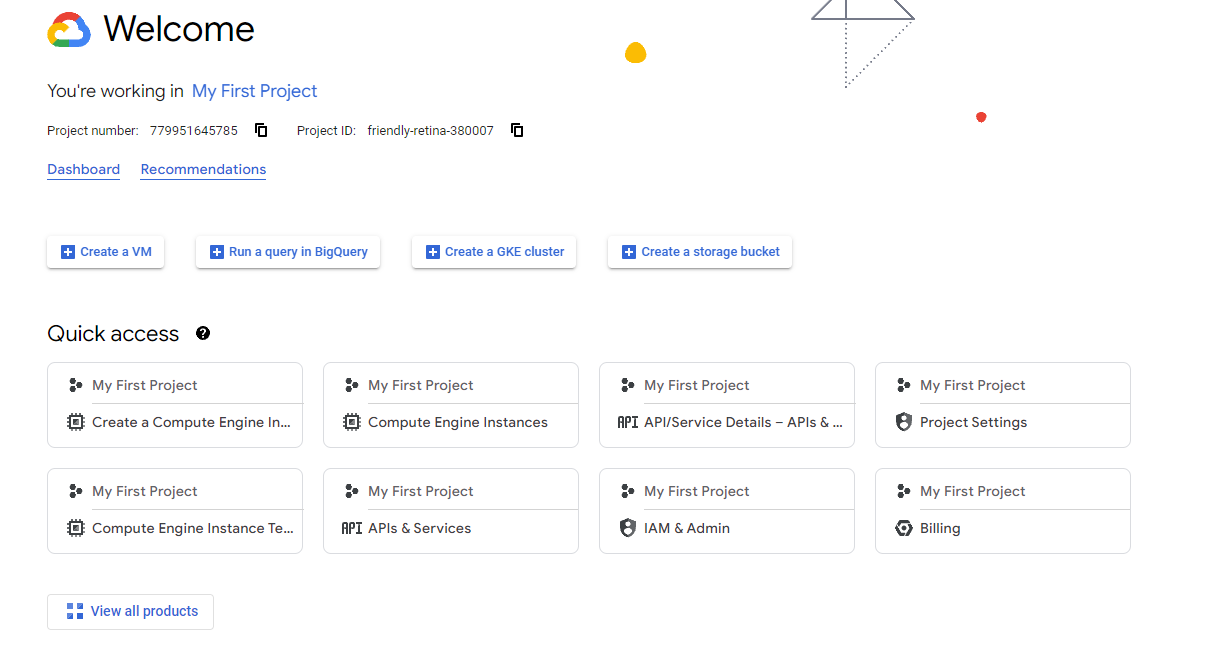 Welcome
You're working in My First Project
Project number: 779951645785 Project ID: friendly-retina-380007
Dashboard Recommendations
Create a VM Run a query in BigQuery Create a GKE cluster Create a storage bucket
Quick access
My First Project My First Project My First Project My First Project
Create a Compute Engine In... Compute Engine Instances API API/Service Details – APIs & ... Project Settings
My First Project My First Project My First Project My First Project
Compute Engine Instance Te... API APIs & Services IAM & Admin Billing
View all products